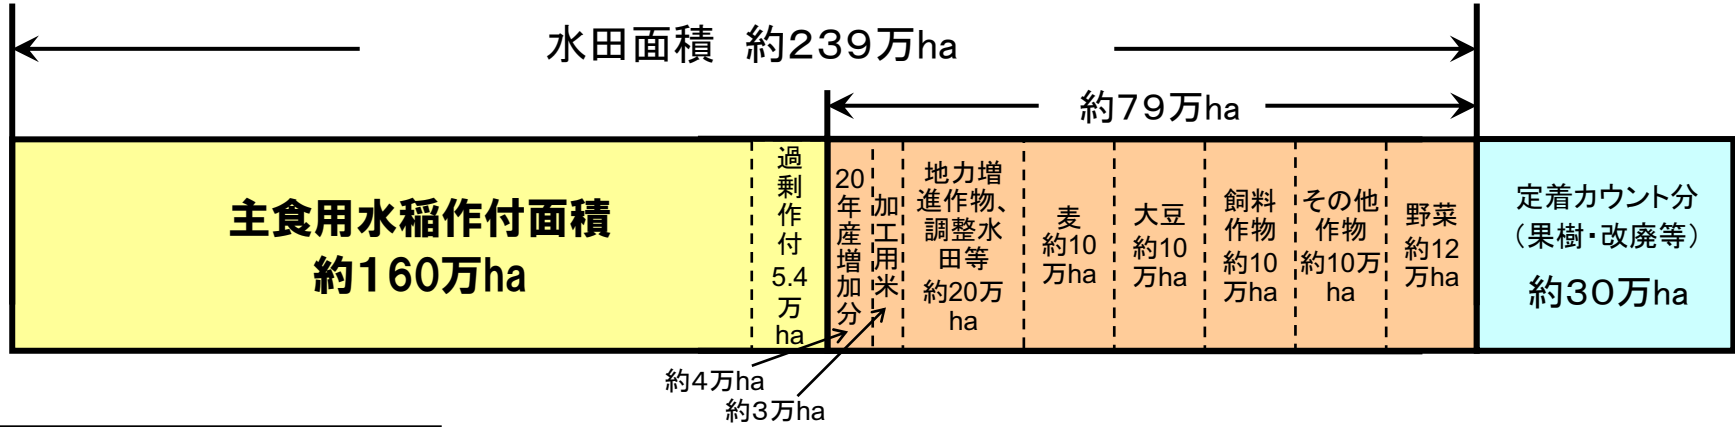 水田面積　約２３９万ha
約７９万ha
主食用水稲作付面積
約１６０万ha
過剰作付
5.4
万
ha
20
年産増加分
加工用米
地力増
進作物、
調整水
田等
約20万
ha
麦
約10
万ha
大豆
約10
万ha
飼料
作物
約10
万ha
その他
作物
約10万
ha
野菜
約12
万ha
定着カウント分
（果樹・改廃等）
約３０万ha
約４万ha
約３万ha